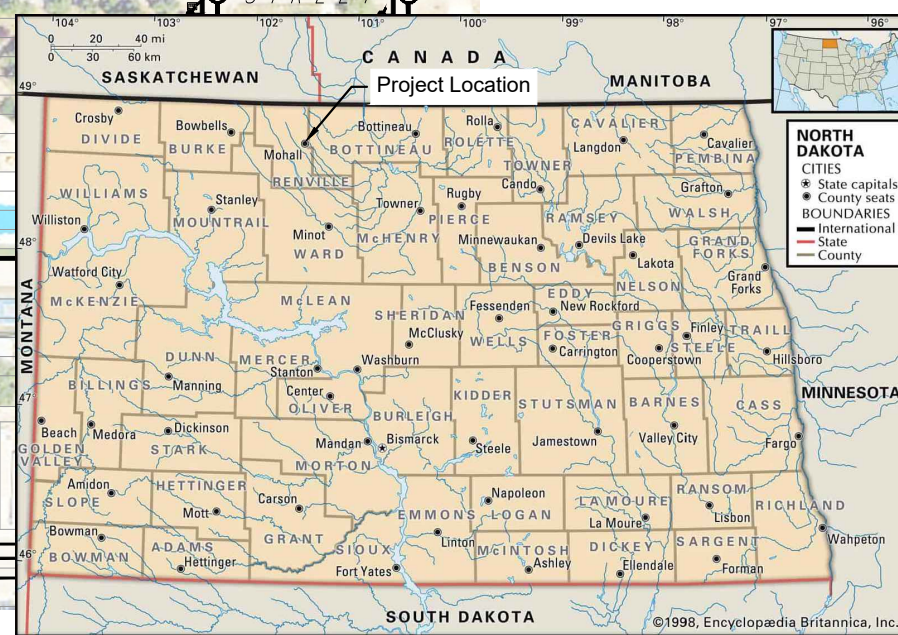 STREET
104°
103°
102°
101°
100°
99°
98°
97°
96°
0 20 40 mi
0 30 60 km
CANADA
SASKATCHEWAN
MANITOBA
Project Location
49°
Crosby
DIVIDE
Bowbells
BURKE
Mohall
RENVILLE
Bottineau
BOTTINEAU
Rolla
ROLETTE
TOWNER
Cando
CAVALIER
Langdon
Cavalier
PEMBINA
NORTH
DAKOTA
CITIES
State capitals
County seats
BOUNDARIES
International
State
County
WILLIAMS
Williston
Stanley
MOUNTRAIL
Minot
WARD
Towner
McHENRY
Rugby
PIERCE
Minnewaukan
BENSON
RAMSEY
Devils Lake
Grafton
WALSH
Lakota
NELSON
GRAND
FORKS
Grand
Forks
48°
Watford City
McKENZIE
McLEAN
SHERIDAN
McClusky
Fessenden
WELLS
EDDY
New Rockford
FOSTER
Carrington
GRIGGS
Cooperstown
Finley
STEELE
TRAILL
Hillsboro
MONTANA
DUNN
Manning
MERCER
Stanton
Washburn
Center
OLIVER
BILLINGS
47°
MINNESOTA
Beach
GOLDEN
VALLEY
Medora
Dickinson
STARK
Mandan
MORTON
BURLEIGH
Bismarck
KIDDER
Steele
STUTSMAN
Jamestown
BARNES
Valley City
CASS
Fargo
Amidon
SLOPE
HETTINGER
Mott
Carson
GRANT
EMMONS
Linton
Napoleon
LOGAN
LA MOURE
La Moure
RANSOM
Lisbon
RICHLAND
Wahpeton
Bowman
BOWMAN
46°
ADAMS
Hettinger
SIOUX
Fort Yates
McINTOSH
Ashley
DICKEY
Ellendale
SARGENT
Forman
SOUTH DAKOTA
©1998, Encyclopædia Britannica, Inc.